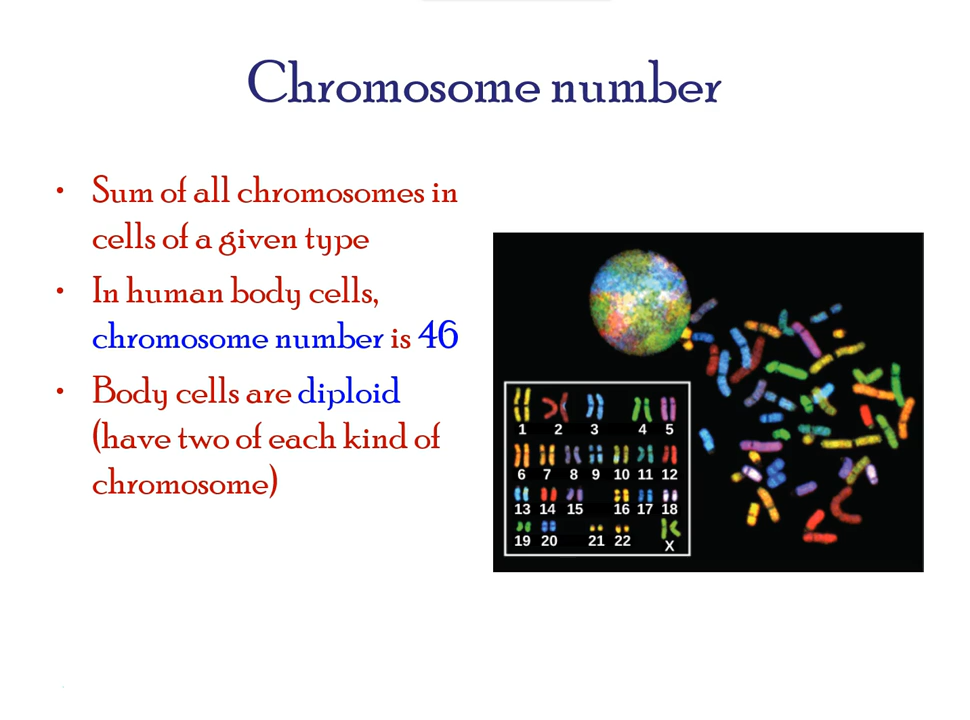 Chromosome number
• Sum of all chromosomes in
cells of a given type
• In human body cells,
chromosome number is 46
• Body cells are diploid
(have two of each kind of
chromosome)
1 2 3 4 5
6 7 8 9 10 11 12
13 14 15 16 17 18
19 20 21 22 X